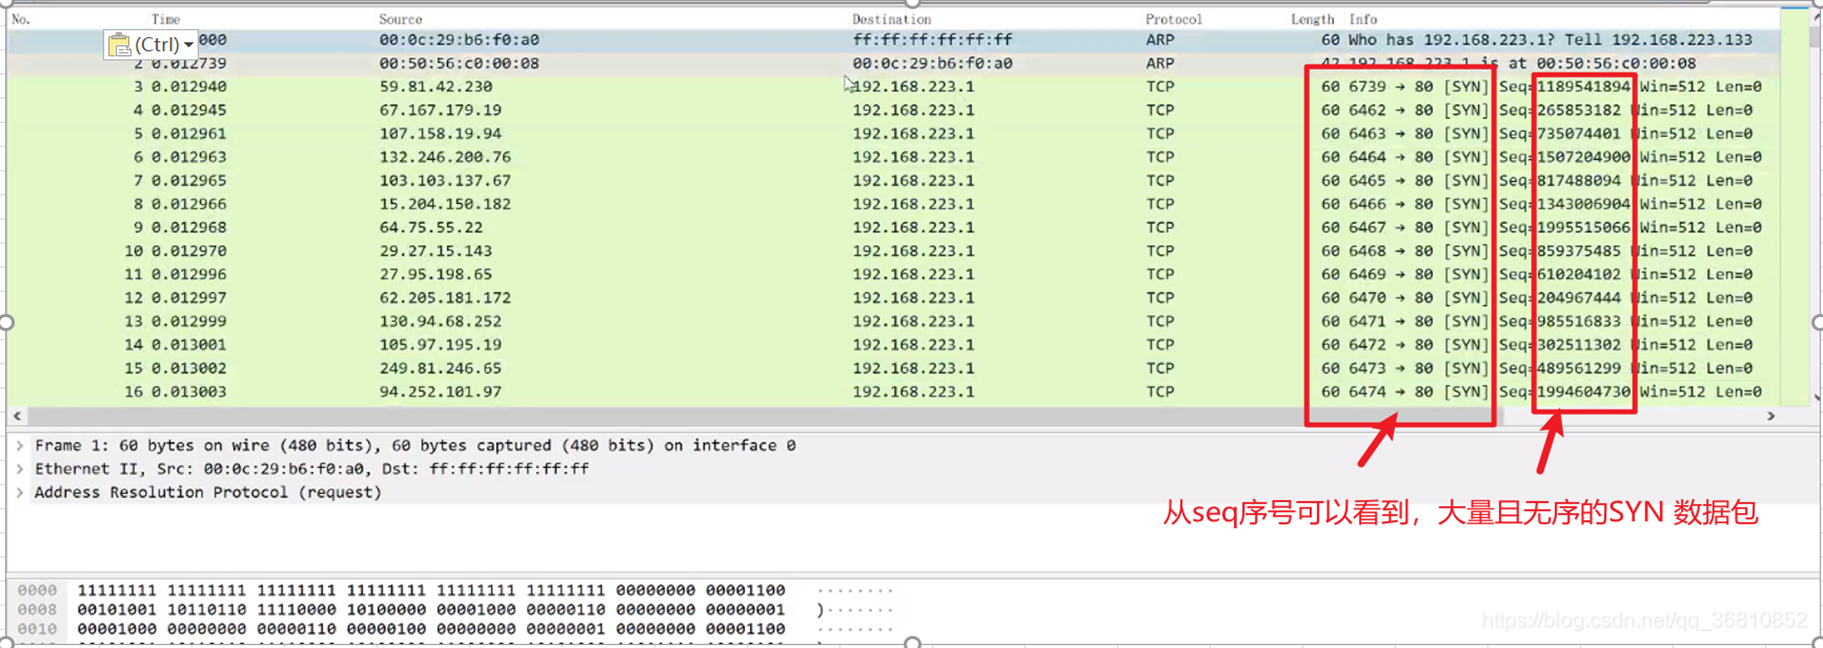 No. Time Source Destination Protocol Length Info
(Ctrl) 000 00:0c:29:b6:f0:a0 ff:ff:ff:ff:ff:ff ARP 60 Who has 192.168.223.1? Tell 192.168.223.133
2 0.012739 00:50:56:c0:00:08 00:0c:29:b6:f0:a0 ARP 42 192.168.223.1 is at 00:50:56:c0:00:08
3 0.012940 59.81.42.230 192.168.223.1 TCP 60 6739 → 80 [SYN] Seq=1189541894 Win=512 Len=0
4 0.012945 67.167.179.19 192.168.223.1 TCP 60 6462 → 80 [SYN] Seq=265853182 Win=512 Len=0
5 0.012961 107.158.19.94 192.168.223.1 TCP 60 6463 → 80 [SYN] Seq=735074401 Win=512 Len=0
6 0.012963 132.246.200.76 192.168.223.1 TCP 60 6464 → 80 [SYN] Seq=1507204900 Win=512 Len=0
7 0.012965 103.103.137.67 192.168.223.1 TCP 60 6465 → 80 [SYN] Seq=817488094 Win=512 Len=0
8 0.012966 15.204.150.182 192.168.223.1 TCP 60 6466 → 80 [SYN] Seq=1343006904 Win=512 Len=0
9 0.012968 64.75.55.22 192.168.223.1 TCP 60 6467 → 80 [SYN] Seq=1995515066 Win=512 Len=0
10 0.012970 29.27.15.143 192.168.223.1 TCP 60 6468 → 80 [SYN] Seq=859375485 Win=512 Len=0
11 0.012996 27.95.198.65 192.168.223.1 TCP 60 6469 → 80 [SYN] Seq=610204102 Win=512 Len=0
12 0.012997 62.205.181.172 192.168.223.1 TCP 60 6470 → 80 [SYN] Seq=204967444 Win=512 Len=0
13 0.012999 130.94.68.252 192.168.223.1 TCP 60 6471 → 80 [SYN] Seq=985516833 Win=512 Len=0
14 0.013001 105.97.195.19 192.168.223.1 TCP 60 6472 → 80 [SYN] Seq=302511302 Win=512 Len=0
15 0.013002 249.81.246.65 192.168.223.1 TCP 60 6473 → 80 [SYN] Seq=489561299 Win=512 Len=0
16 0.013003 94.252.101.97 192.168.223.1 TCP 60 6474 → 80 [SYN] Seq=1994604730 Win=512 Len=0
Frame 1: 60 bytes on wire (480 bits), 60 bytes captured (480 bits) on interface 0
Ethernet II, Src: 00:0c:29:b6:f0:a0, Dst: ff:ff:ff:ff:ff:ff
Address Resolution Protocol (request)
从seq序号可以看到，大量且无序的SYN 数据包
0000 11111111 11111111 11111111 11111111 11111111 11111111 00000000 00001100 ........
0008 00101001 10110110 11110000 10100000 00001000 00000110 00000000 00000001 ).......
0010 00001000 00000000 00000110 00000100 00000000 00000001 00000000 00001100 ........
https://blog.csdn.net/qq_36810852